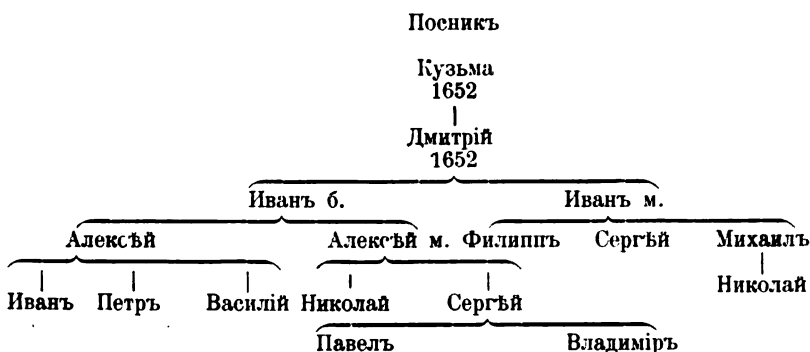 Посникъ
Кузьма
1652
Дмитрій
1652
Иванъ б. Иванъ м.
Алексѣй Алексѣй м. Филиппъ Сергѣй Михаилъ
Иванъ Петръ Василій Николай Сергѣй Николай
Павелъ Владиміръ